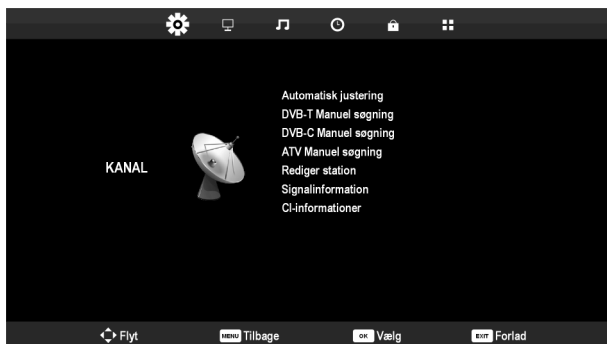 Automatisk justering
DVB-T Manuel søgning
DVB-C Manuel søgning
ATV Manuel søgning
KANAL
Rediger station
Signalinformation
CI-informationer
Flyt
MENU Tilbage
OK Vælg
EXIT Forlad